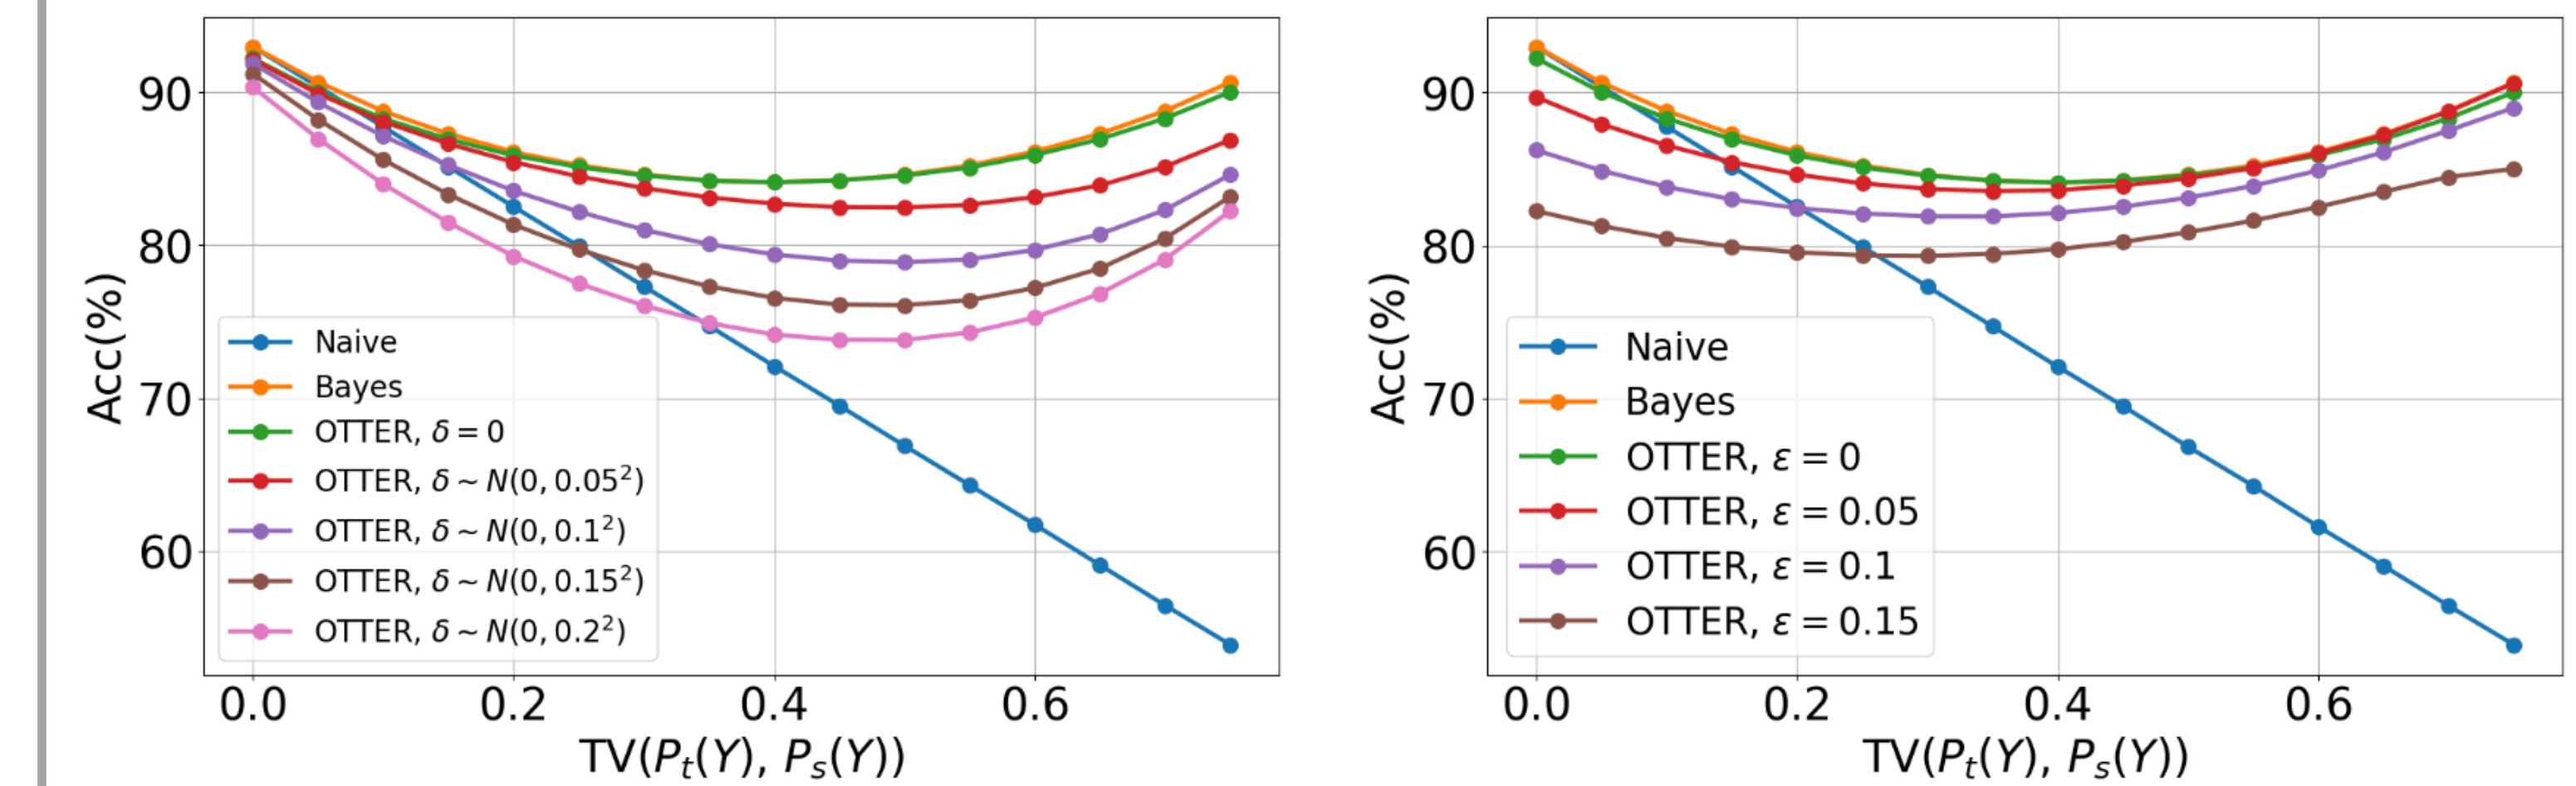 90
80
70
60
Acc(%)
Naive
Bayes
OTTER, δ = 0
OTTER, δ ~ N(0, 0.05²)
OTTER, δ ~ N(0, 0.1²)
OTTER, δ ~ N(0, 0.15²)
OTTER, δ ~ N(0, 0.2²)
0.0 0.2 0.4 0.6
TV(Pₜ(Y), Pₛ(Y))
90
80
70
60
Acc(%)
Naive
Bayes
OTTER, ε = 0
OTTER, ε = 0.05
OTTER, ε = 0.1
OTTER, ε = 0.15
0.0 0.2 0.4 0.6
TV(Pₜ(Y), Pₛ(Y))